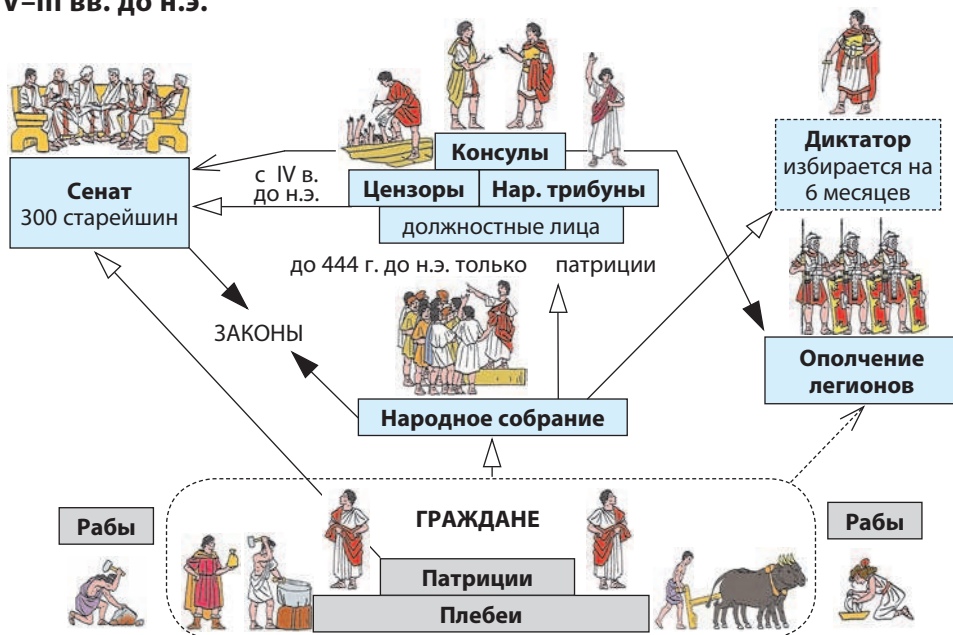 V–III вв. до н.э.
Консулы
Цензоры
Нар. трибуны
должностные лица
Сенат
300 старейшин
с IV в.
до н.э.
Диктатор
избирается на
6 месяцев
до 444 г. до н.э. только патриции
ЗАКОНЫ
Ополчение
легионов
Народное собрание
Рабы
ГРАЖДАНЕ
Рабы
Патриции
Плебеи